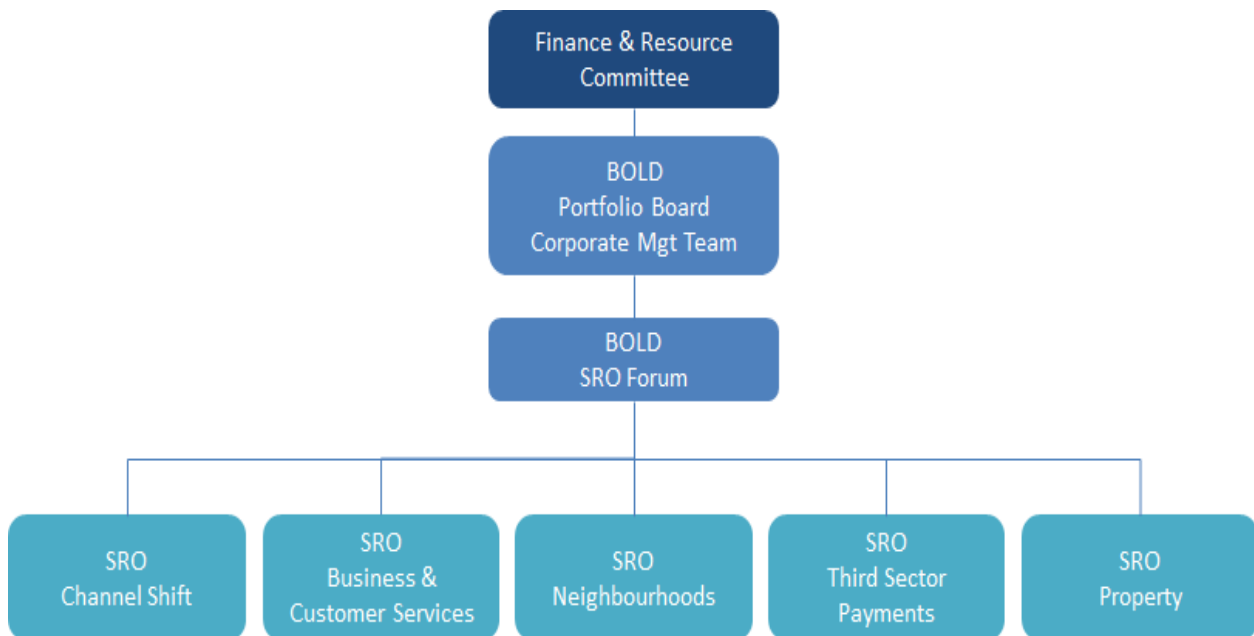 Finance & Resource
Committee
BOLD
Portfolio Board
Corporate Mgt Team
BOLD
SRO Forum
SRO
Channel Shift
SRO
Business &
Customer Services
SRO
Neighbourhoods
SRO
Third Sector
Payments
SRO
Property